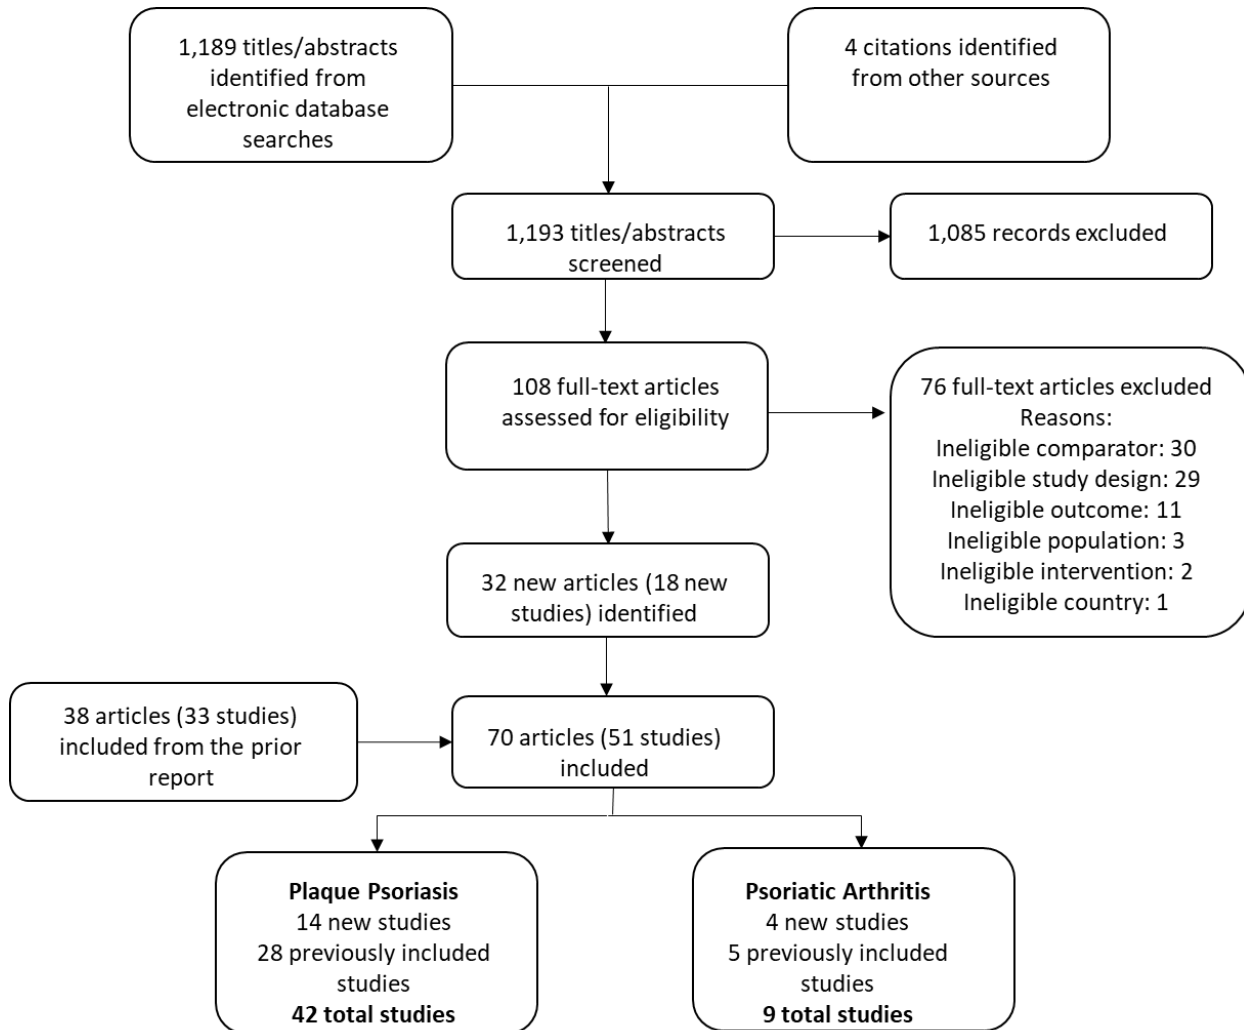 1,189 titles/abstracts
identified from
electronic database
searches
4 citations identified
from other sources
1,193 titles/abstracts
screened
1,085 records excluded
108 full-text articles
assessed for eligibility
76 full-text articles excluded
Reasons:
Ineligible comparator: 30
Ineligible study design: 29
Ineligible outcome: 11
Ineligible population: 3
Ineligible intervention: 2
Ineligible country: 1
32 new articles (18 new
studies) identified
38 articles (33 studies)
included from the prior
report
70 articles (51 studies)
included
Plaque Psoriasis
14 new studies
28 previously included
studies
42 total studies
Psoriatic Arthritis
4 new studies
5 previously included
studies
9 total studies